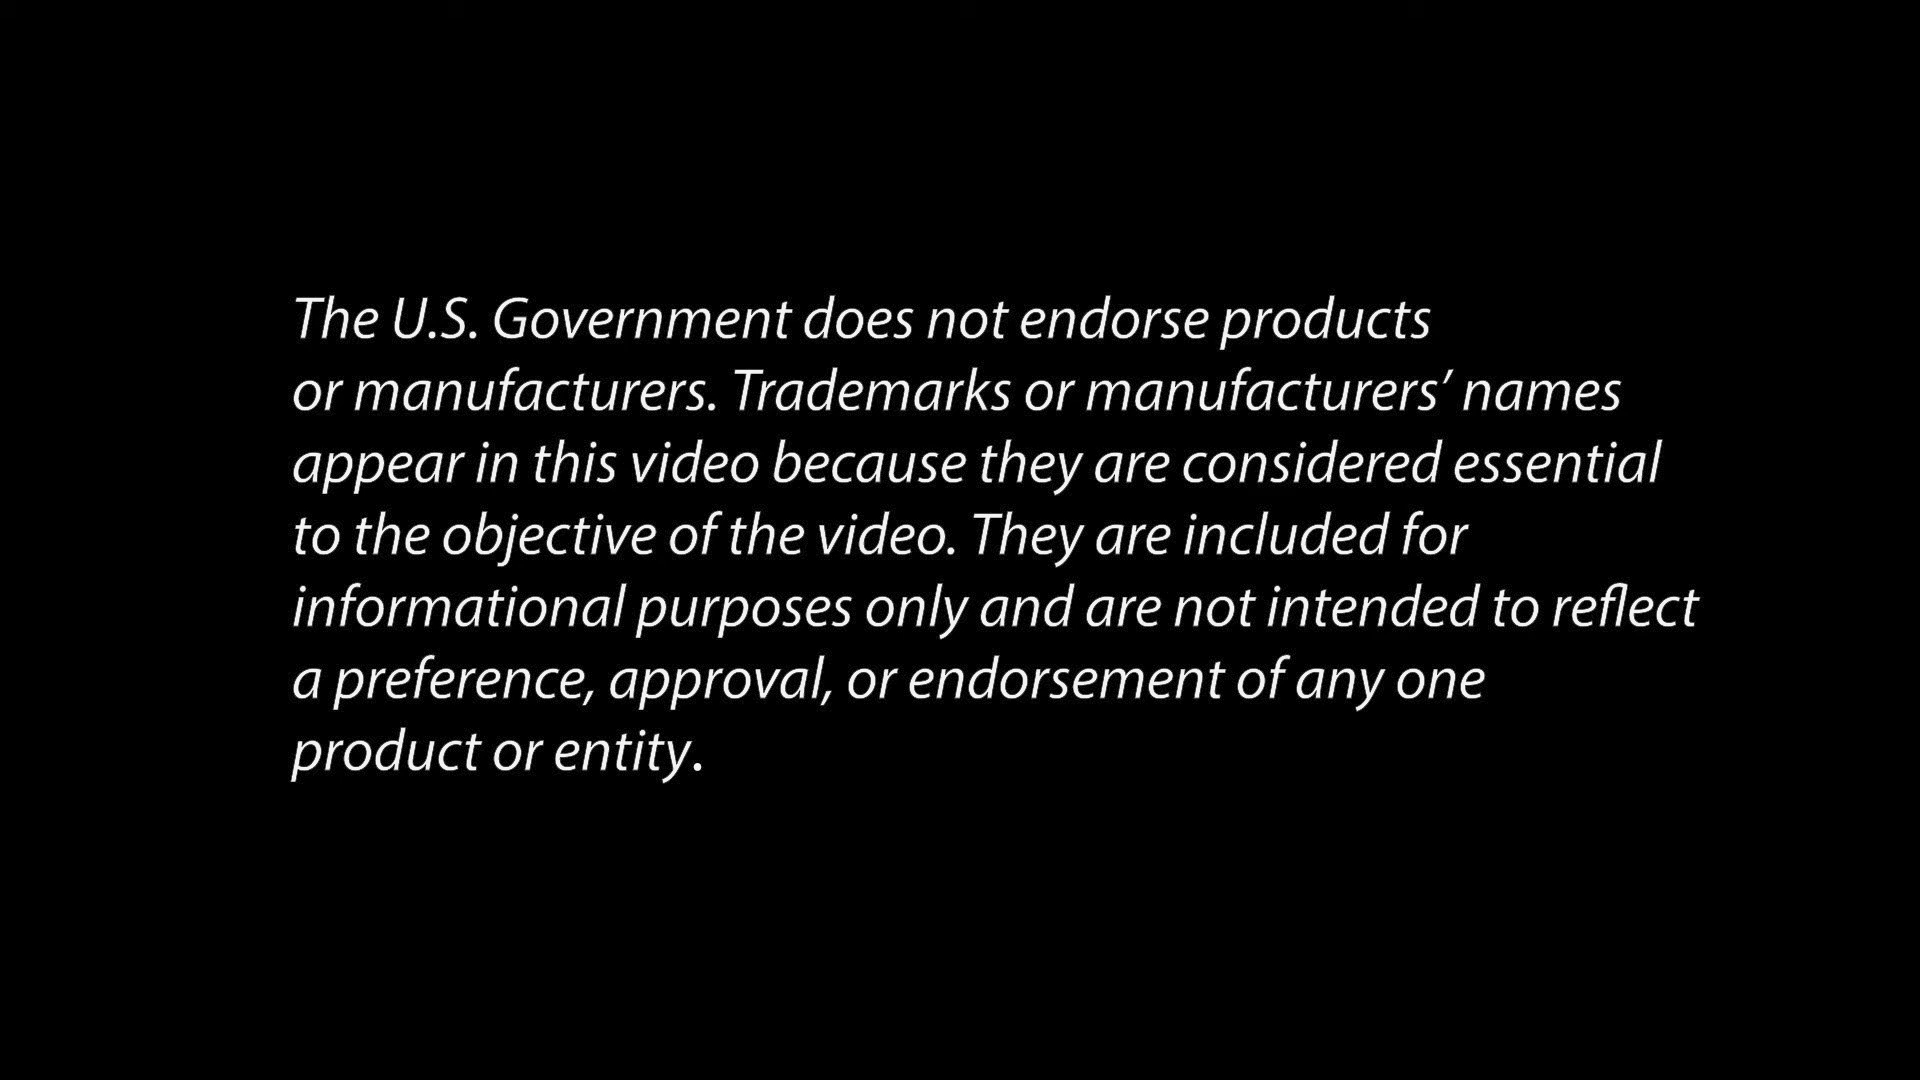 The U.S. Government does not endorse products
or manufacturers. Trademarks or manufacturers’ names
appear in this video because they are considered essential
to the objective of the video. They are included for
informational purposes only and are not intended to reflect
a preference, approval, or endorsement of any one
product or entity.